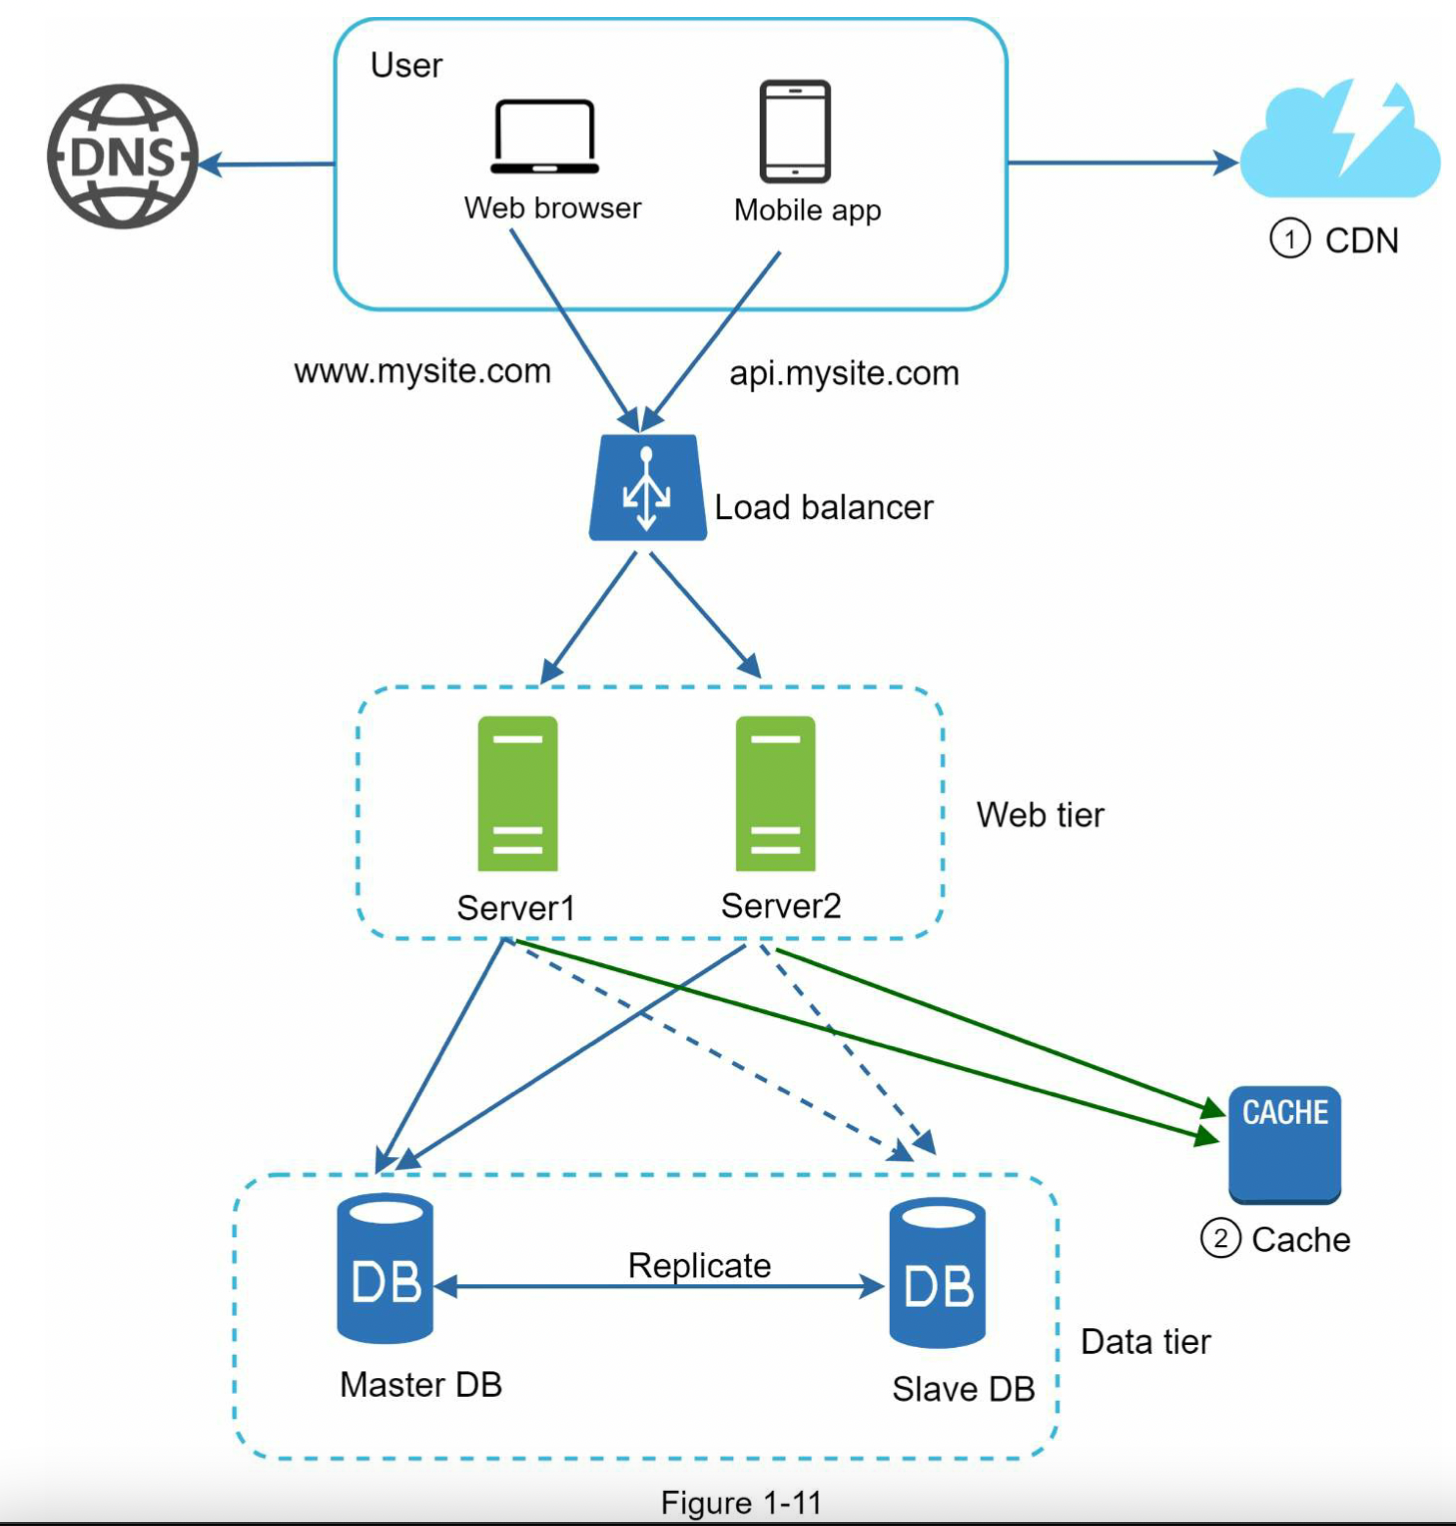 User
DNS
Web browser
Mobile app
① CDN
www.mysite.com
api.mysite.com
Load balancer
Web tier
Server1
Server2
CACHE
② Cache
Replicate
DB
DB
Data tier
Master DB
Slave DB
Figure 1-11